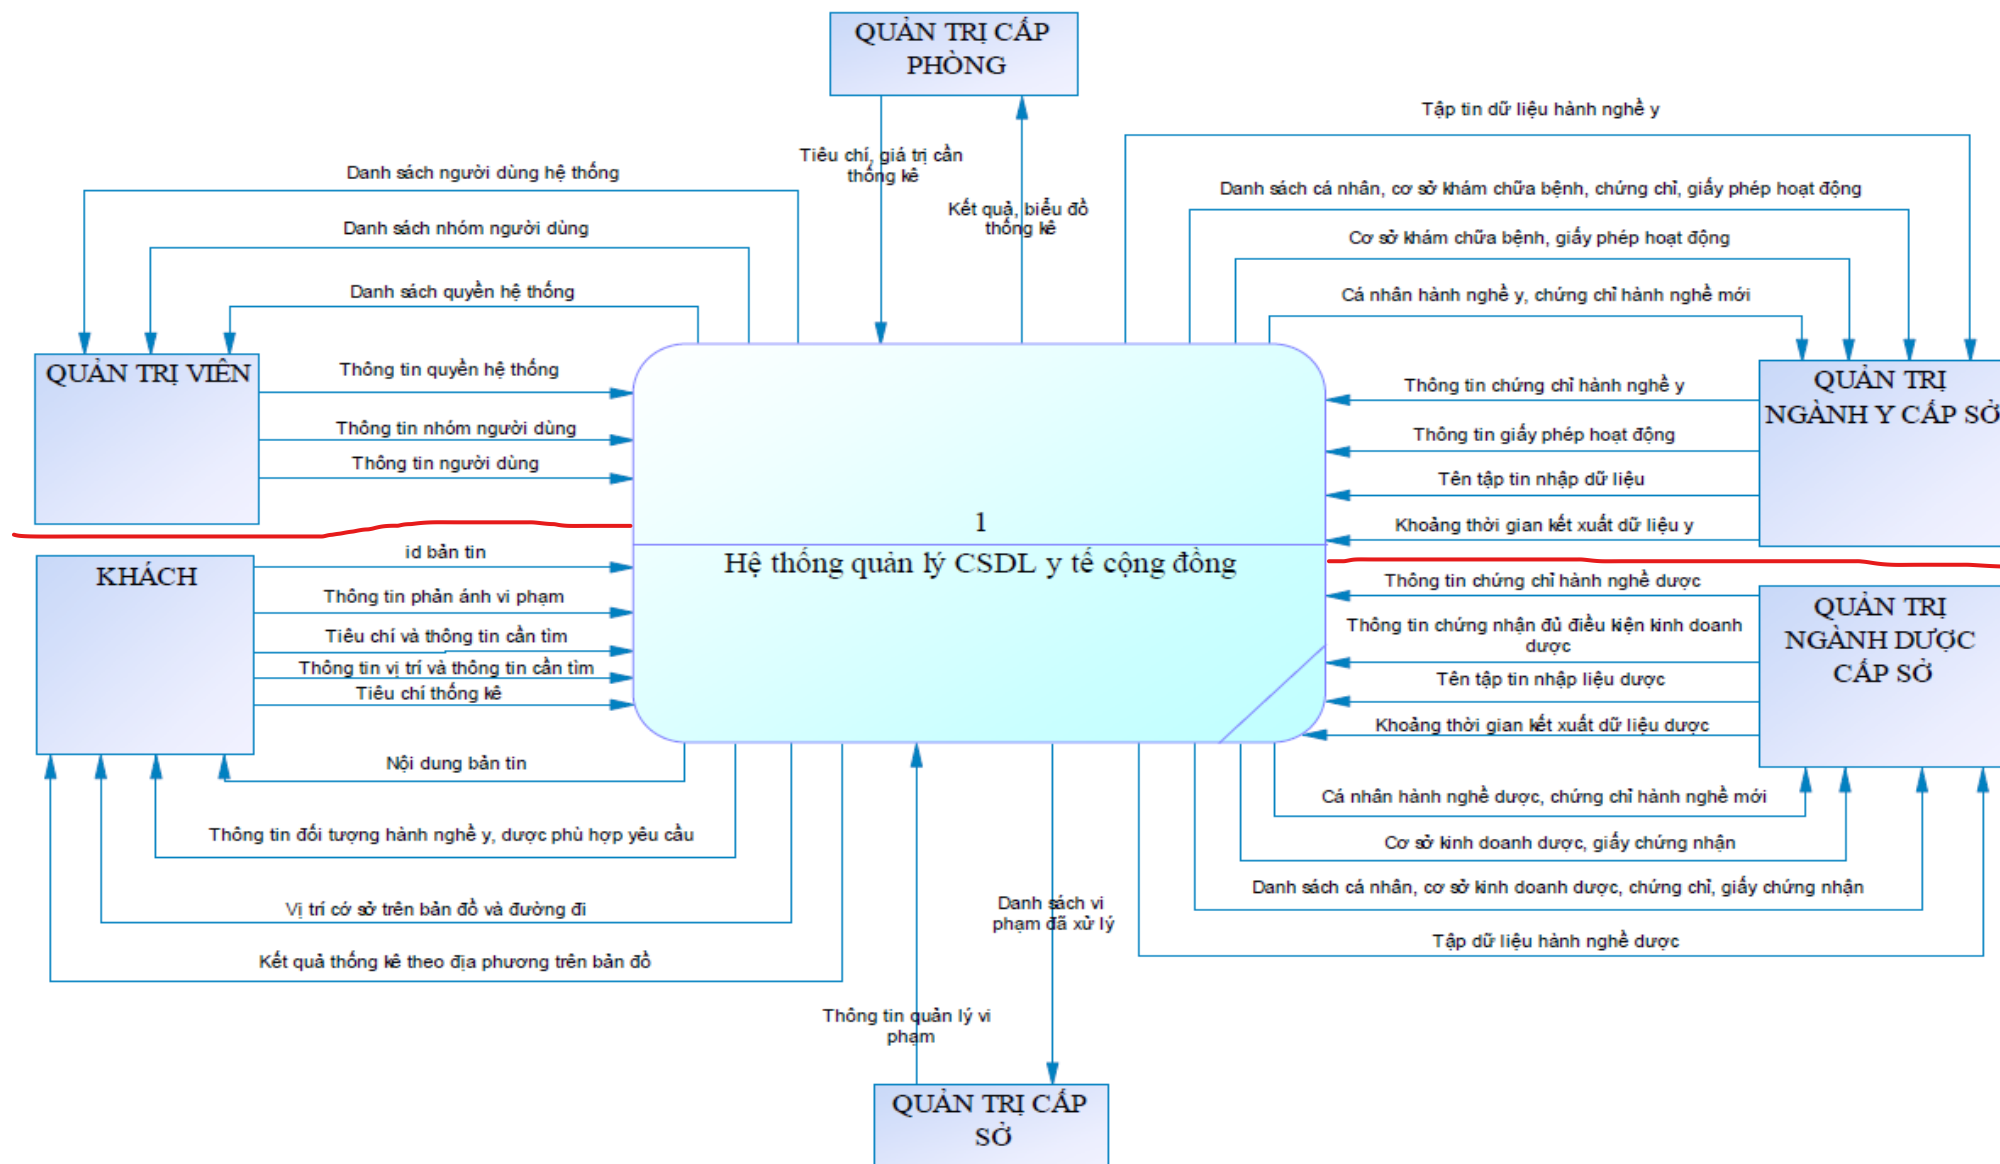 QUẢN TRỊ CẤP
PHÒNG
Tập tin dữ liệu hành nghề y
Tiêu chí, giá trị cần
thống kê
Danh sách người dùng hệ thống
Danh sách cá nhân, cơ sở khám chữa bệnh, chứng chỉ, giấy phép hoạt động
Kết quả, biểu đồ
thống kê
Danh sách nhóm người dùng
Cơ sở khám chữa bệnh, giấy phép hoạt động
Danh sách quyền hệ thống
Cá nhân hành nghề y, chứng chỉ hành nghề mới
QUẢN TRỊ VIÊN
Thông tin quyền hệ thống
Thông tin nhóm người dùng
Thông tin người dùng
Thông tin chứng chỉ hành nghề y
Thông tin giấy phép hoạt động
Tên tập tin nhập dữ liệu
Khoảng thời gian kết xuất dữ liệu y
QUẢN TRỊ
NGÀNH Y CẤP SỞ
1
Hệ thống quản lý CSDL y tế cộng đồng
KHÁCH
id bản tin
Thông tin phản ánh vi phạm
Tiêu chí và thông tin cần tìm
Thông tin vị trí và thông tin cần tìm
Tiêu chí thống kê
Thông tin chứng chỉ hành nghề dược
Thông tin chứng nhận đủ điều kiện kinh doanh
dược
Tên tập tin nhập liệu dược
Khoảng thời gian kết xuất dữ liệu dược
QUẢN TRỊ
NGÀNH DƯỢC
CẤP SỞ
Nội dung bản tin
Thông tin đối tượng hành nghề y, dược phù hợp yêu cầu
Vị trí cớ sở trên bản đồ và đường đi
Kết quả thống kê theo địa phương trên bản đồ
Cá nhân hành nghề dược, chứng chỉ hành nghề mới
Cơ sở kinh doanh dược, giấy chứng nhận
Danh sách cá nhân, cơ sở kinh doanh dược, chứng chỉ, giấy chứng nhận
Tập dữ liệu hành nghề dược
Danh sách vi
phạm đã xử lý
Thông tin quản lý vi
phạm
QUẢN TRỊ CẤP
SỞ